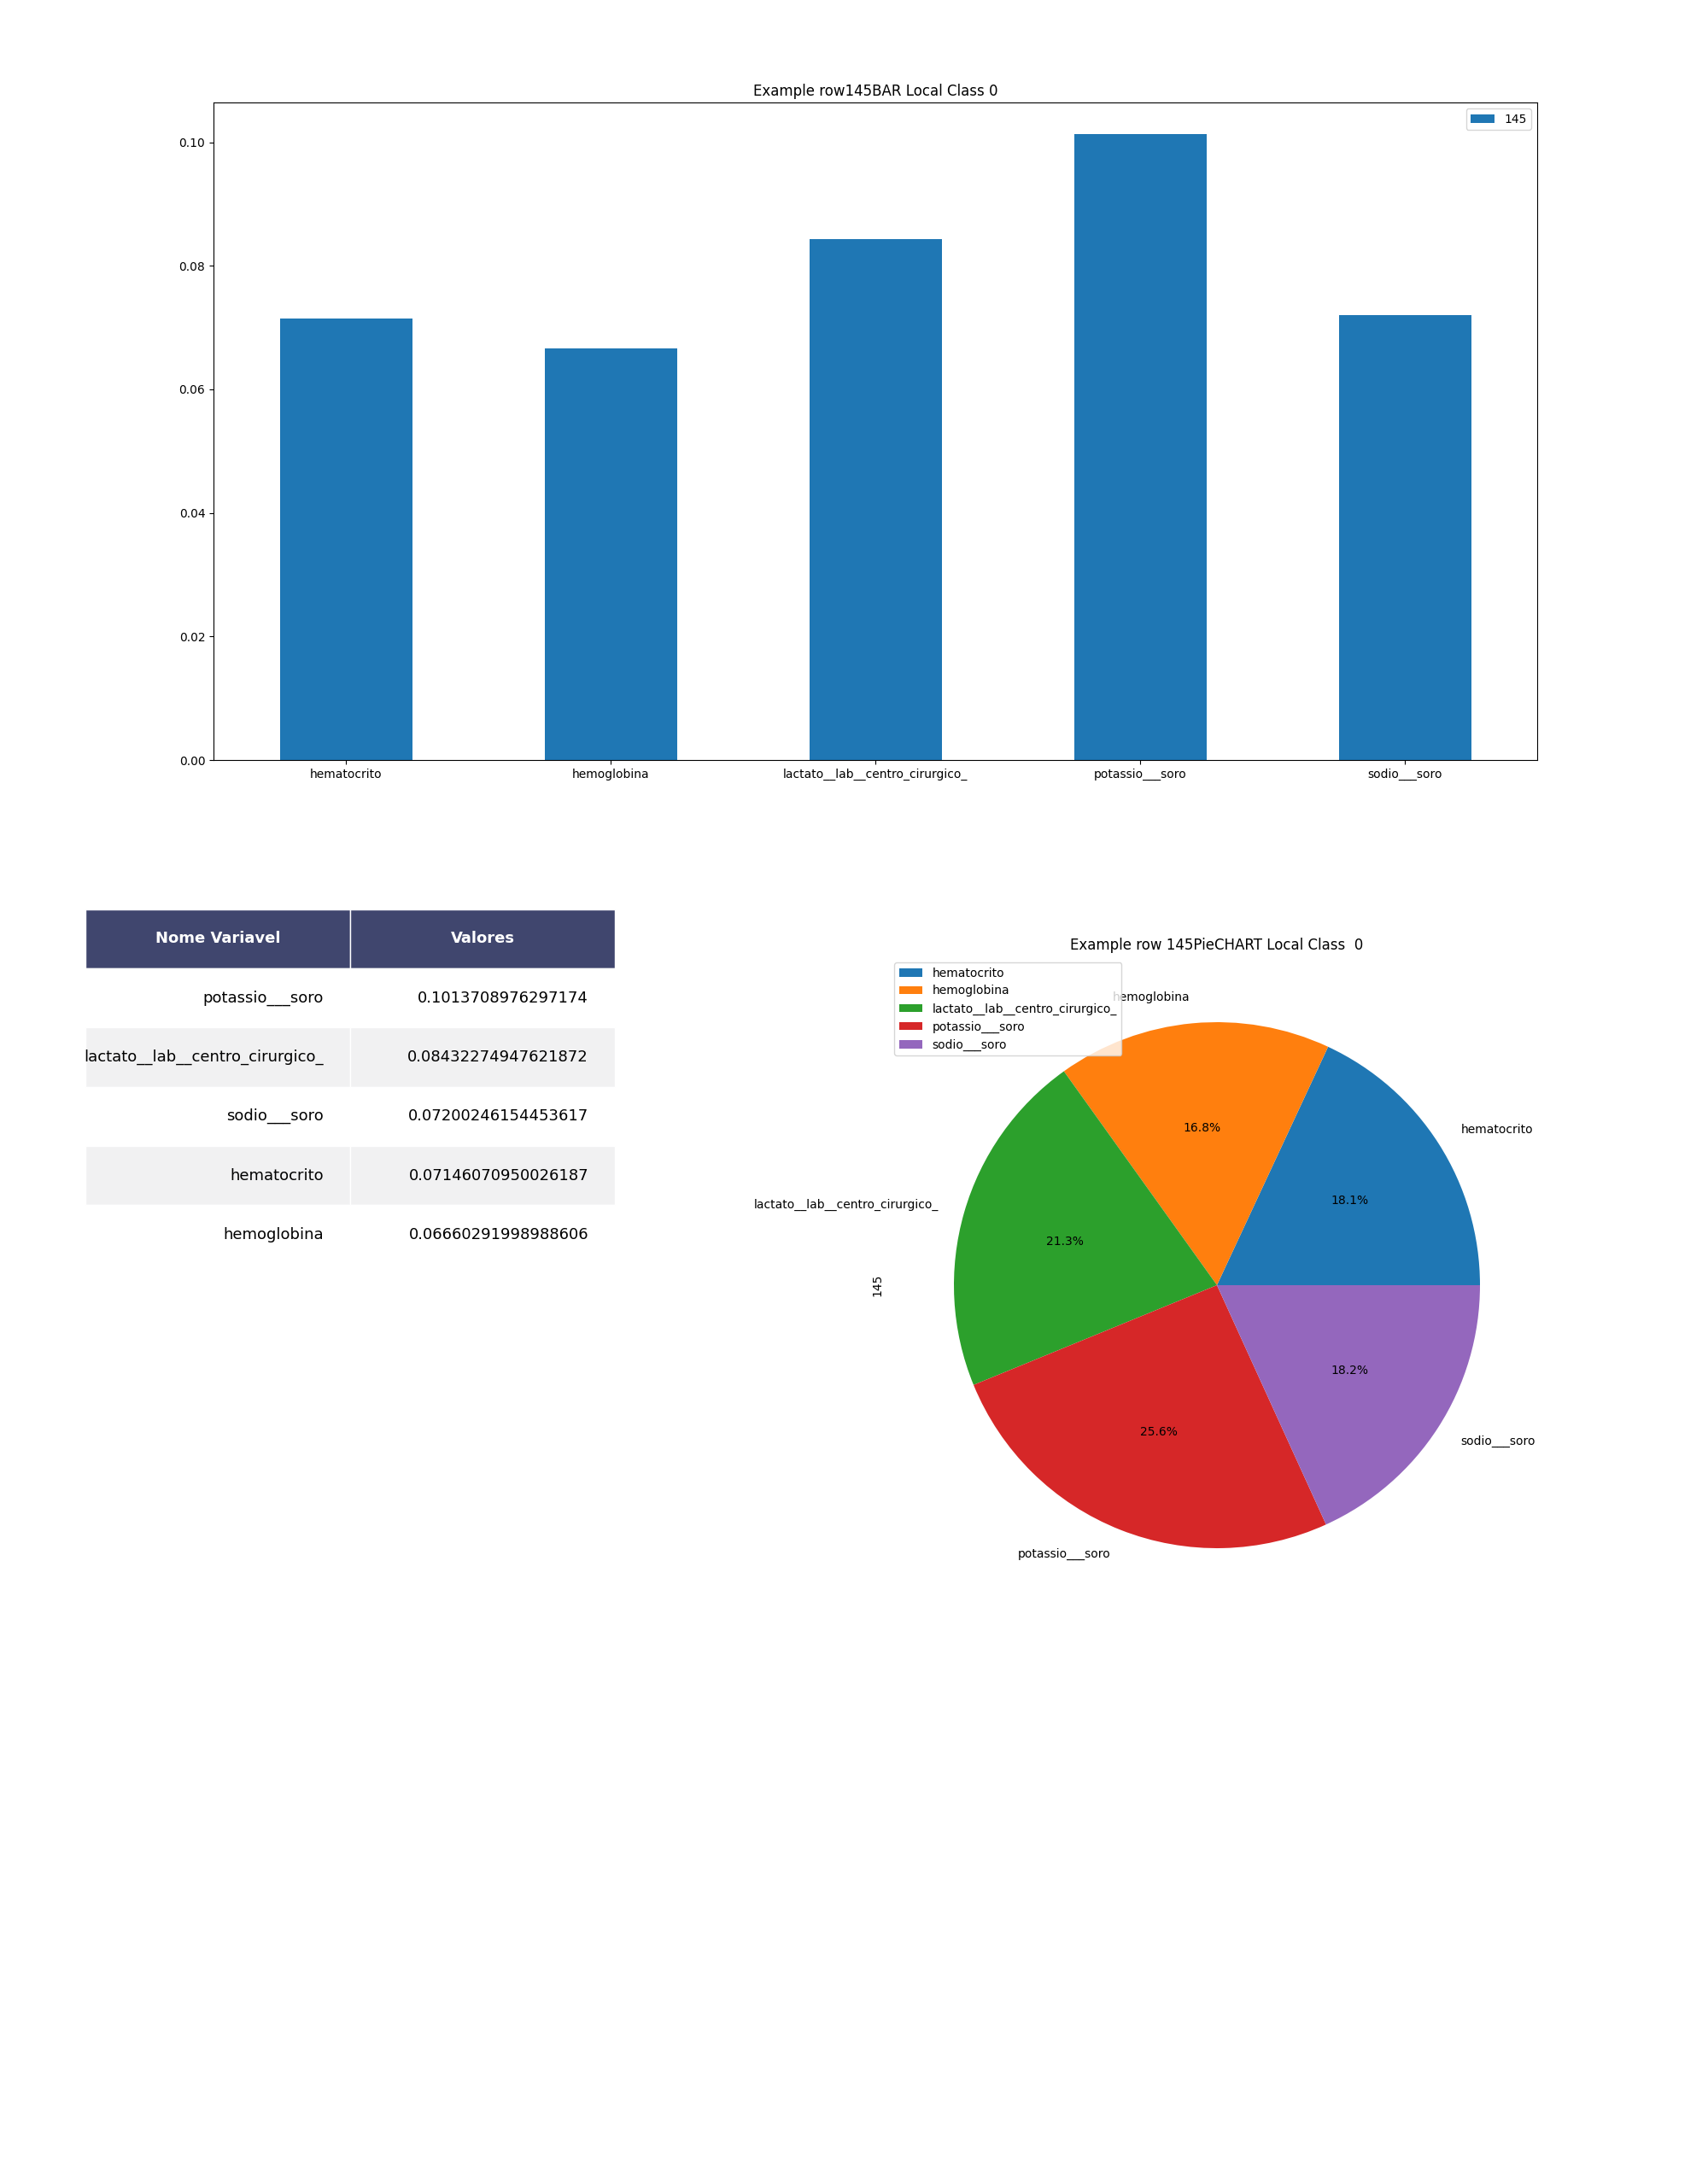 Example row145BAR Local Class 0
145
0.10
0.08
0.06
0.04
0.02
0.00
hematocrito
hemoglobina
lactato__lab__centro_cirurgico_
potassio___soro
sodio___soro
Nome Variavel Valores
potassio___soro 0.1013708976297174
lactato__lab__centro_cirurgico_ 0.08432274947621872
sodio___soro 0.07200246154453617
hematocrito 0.07146070950026187
hemoglobina 0.06660291998988606
Example row 145PieCHART Local Class  0
hematocrito
hemoglobina
lactato__lab__centro_cirurgico_
potassio___soro
sodio___soro
hemoglobina
16.8%
hematocrito
18.1%
lactato__lab__centro_cirurgico_
21.3%
145
18.2%
25.6%
sodio___soro
potassio___soro